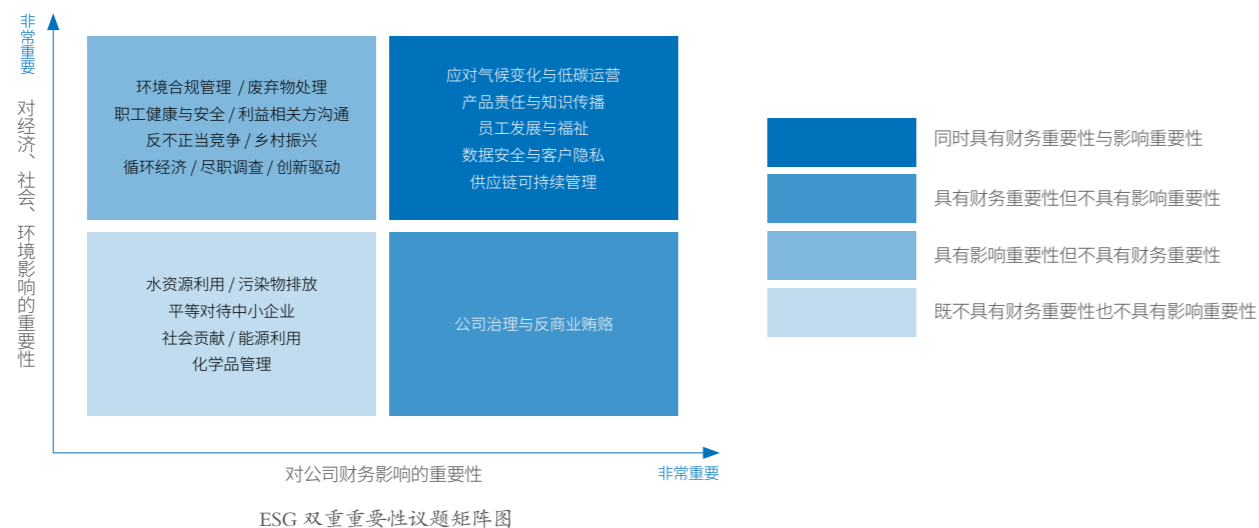 非常重要
对经济、社会、环境影响的重要性
环境合规管理 / 废弃物处理
职工健康与安全 / 利益相关方沟通
反不正当竞争 / 乡村振兴
循环经济 / 尽职调查 / 创新驱动
应对气候变化与低碳运营
产品责任与知识传播
员工发展与福祉
数据安全与客户隐私
供应链可持续管理
水资源利用 / 污染物排放
平等对待中小企业
社会贡献 / 能源利用
化学品管理
公司治理与反商业贿赂
对公司财务影响的重要性
非常重要
ESG 双重重要性议题矩阵图
同时具有财务重要性与影响重要性
具有财务重要性但不具有影响重要性
具有影响重要性但不具有财务重要性
既不具有财务重要性也不具有影响重要性